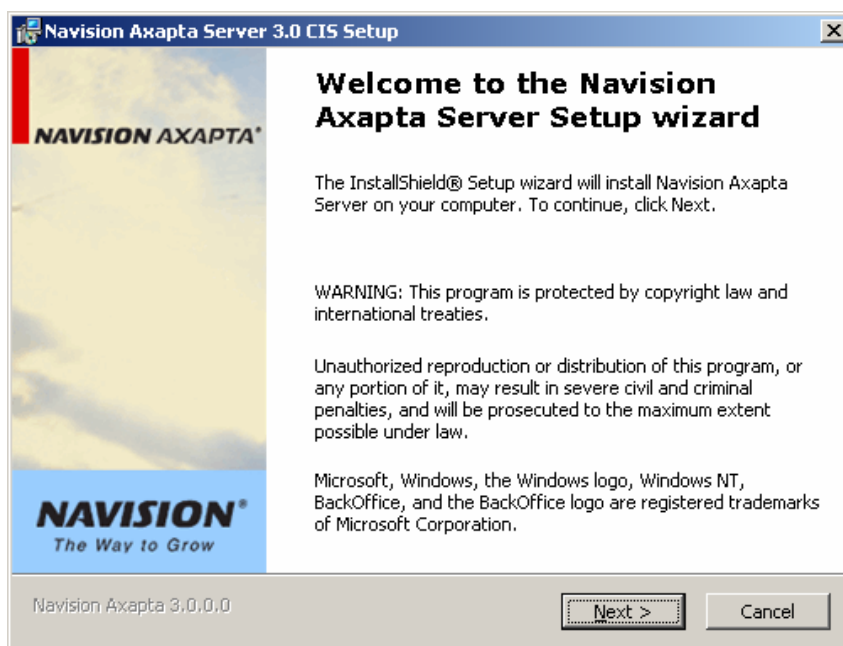 Navision Axapta Server 3.0 CIS Setup
NAVISION AXAPTA®
Welcome to the Navision
Axapta Server Setup wizard
The InstallShield® Setup wizard will install Navision Axapta
Server on your computer. To continue, click Next.
WARNING: This program is protected by copyright law and
international treaties.
Unauthorized reproduction or distribution of this program, or
any portion of it, may result in severe civil and criminal
penalties, and will be prosecuted to the maximum extent
possible under law.
Microsoft, Windows, the Windows logo, Windows NT,
BackOffice, and the BackOffice logo are registered trademarks
of Microsoft Corporation.
NAVISION®
The Way to Grow
Navision Axapta 3.0.0.0
Next >
Cancel